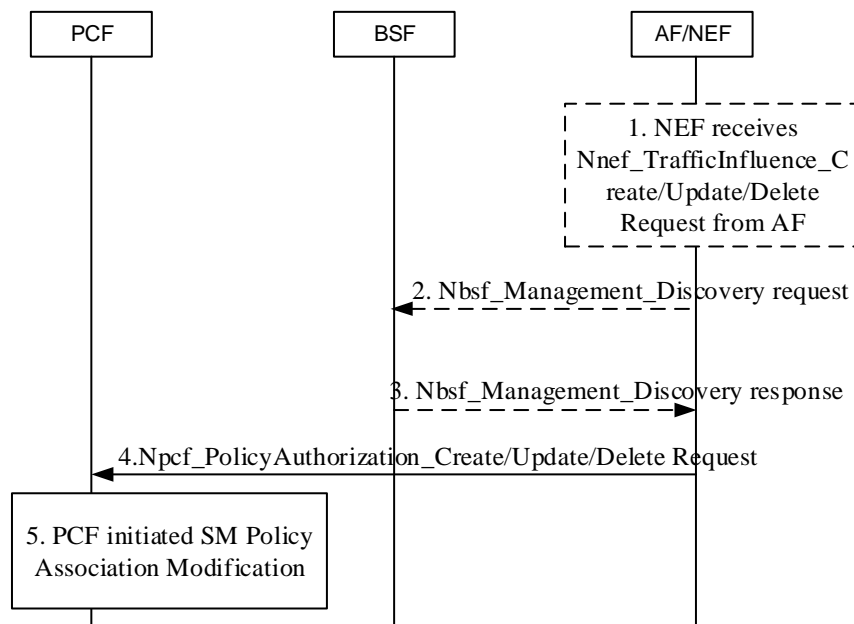 PCF
BSF
AF/NEF
1. NEF receives
Nnef_TrafficInfluence_C
reate/Update/Delete
Request from AF
2. Nbsf_Management_Discovery request
3. Nbsf_Management_Discovery response
4.Npcf_PolicyAuthorization_Create/Update/Delete Request
5. PCF initiated SM Policy
Association Modification